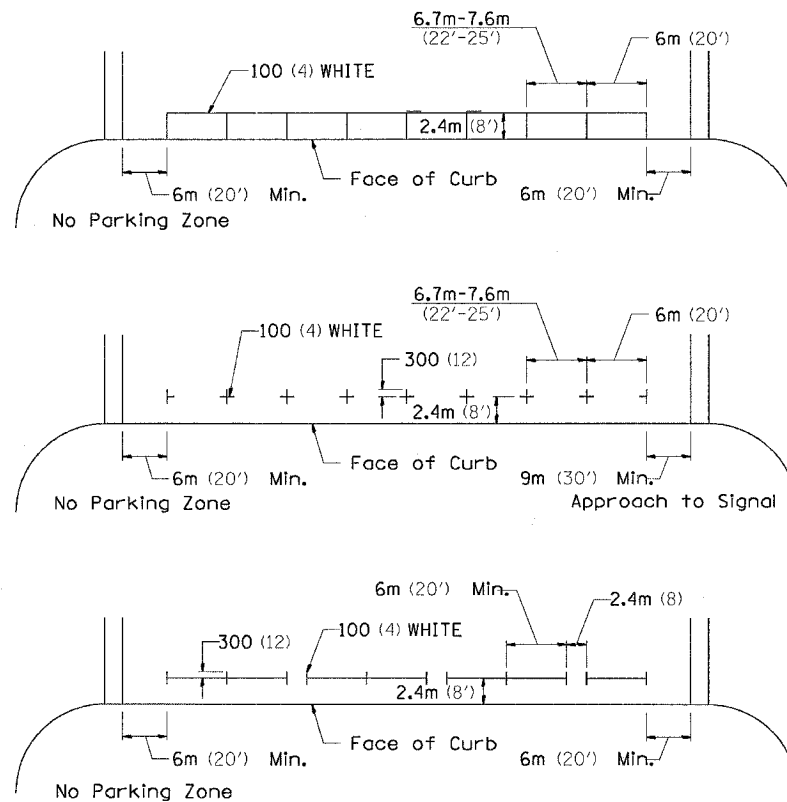 6.7m-7.6m
(22'-25')
6m (20')
100 (4) WHITE
2.4m (8')
Face of Curb
6m (20') Min.
6m (20') Min.
No Parking Zone
6.7m-7.6m
(22'-25')
6m (20')
100 (4) WHITE
300 (12)
2.4m (8')
Face of Curb
6m (20') Min.
9m (30') Min.
No Parking Zone
Approach to Signal
6m (20') Min.
2.4m (8)
300 (12)
100 (4) WHITE
2.4m (8')
Face of Curb
6m (20') Min.
6m (20') Min.
No Parking Zone